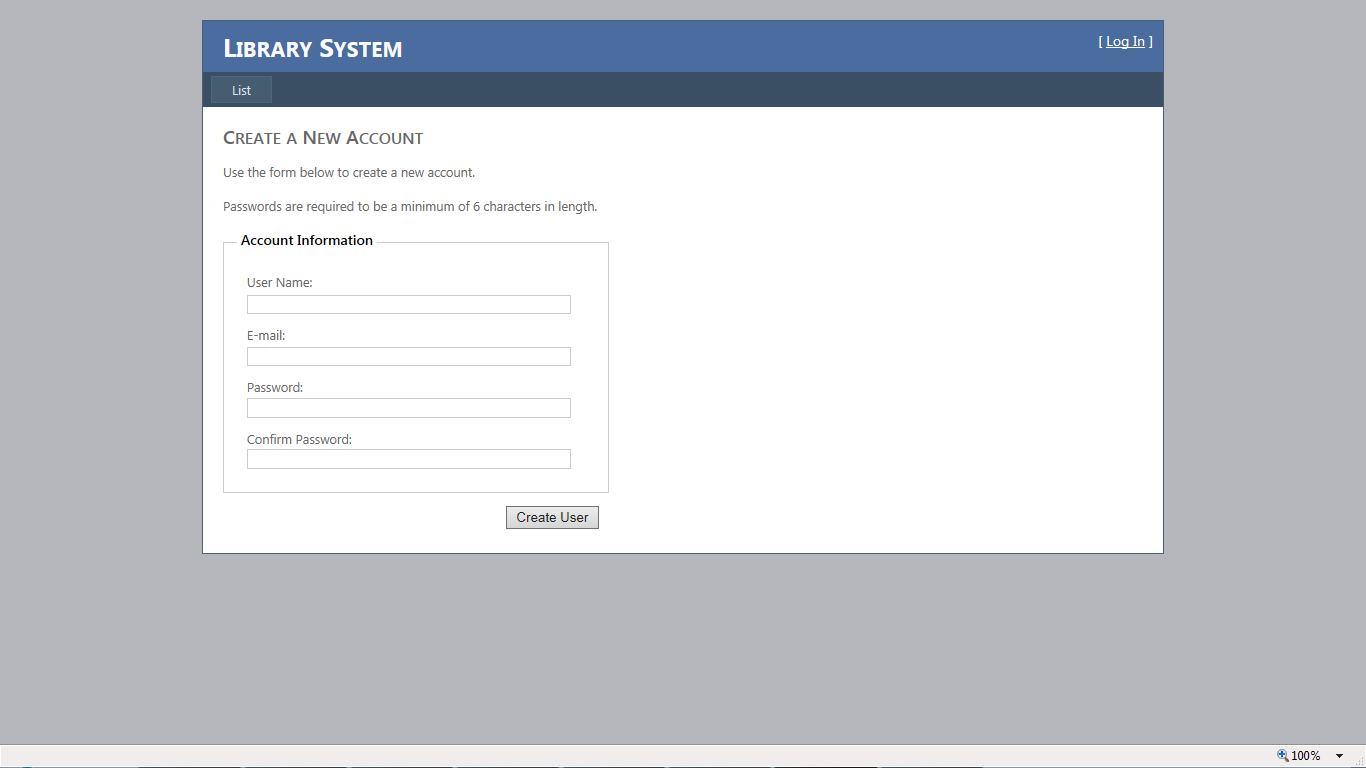 LIBRARY SYSTEM
[ Log In ]
List
CREATE A NEW ACCOUNT
Use the form below to create a new account.
Passwords are required to be a minimum of 6 characters in length.
Account Information
User Name:
E-mail:
Password:
Confirm Password:
Create User
100%